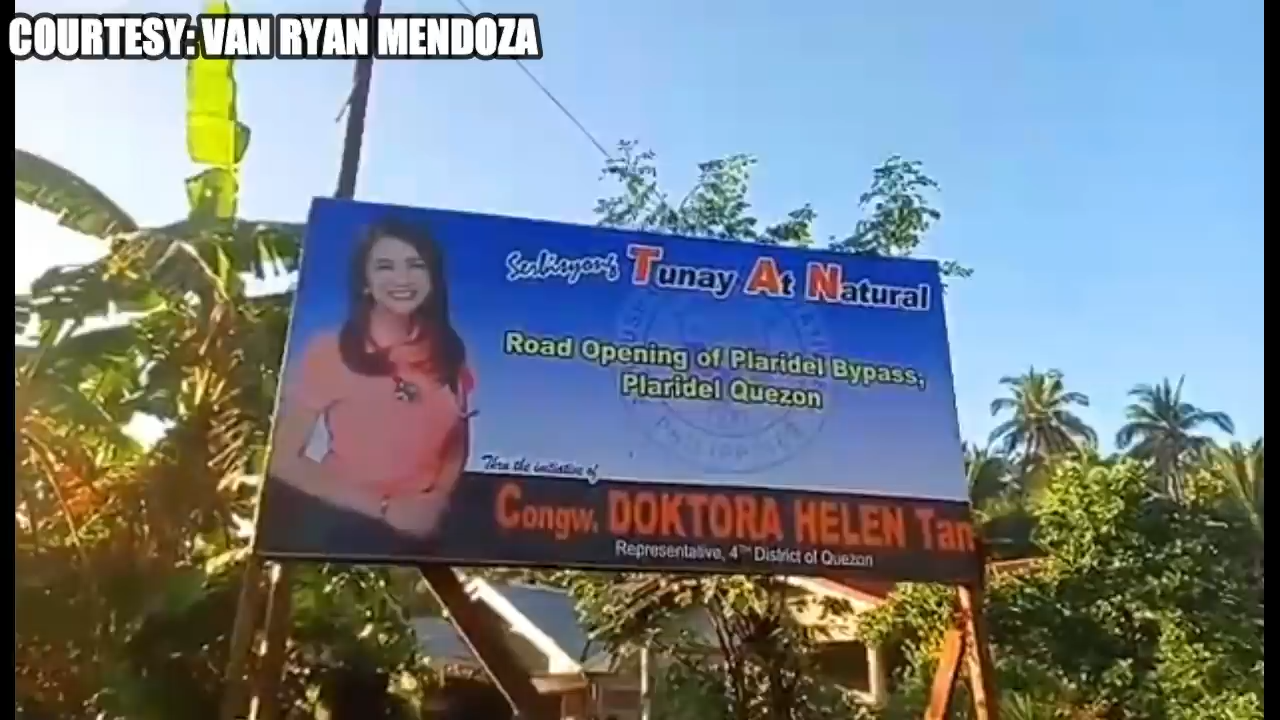 COURTESY: VAN RYAN MENDOZA
Serbisyong Tunay At Natural
Road Opening of Plaridel Bypass,
Plaridel Quezon
Thru the initiative of
Congw. DOKTORA HELEN Tan
Representative, 4TH District of Quezon
PHILIPPINES